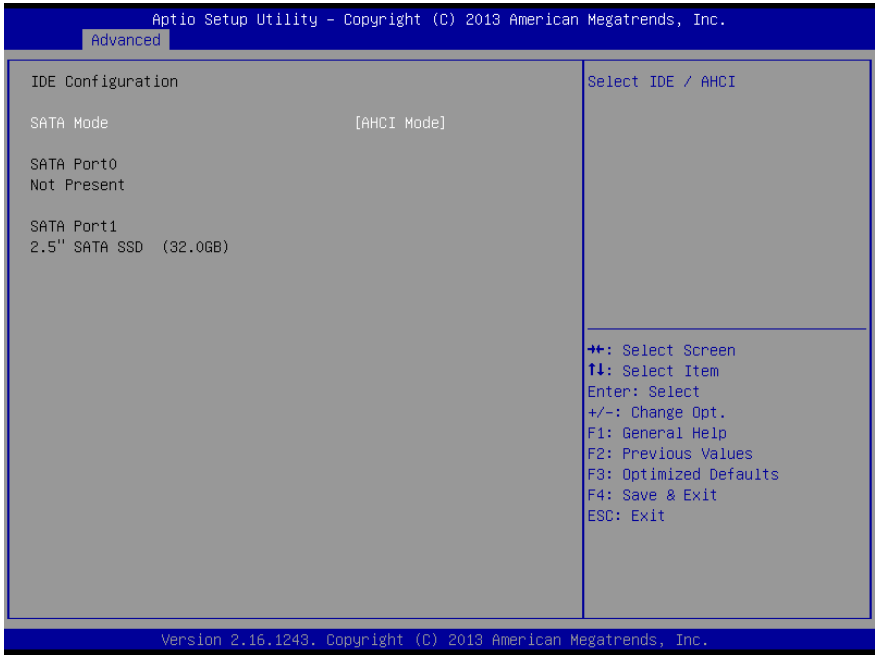 Aptio Setup Utility – Copyright (C) 2013 American Megatrends, Inc.
Advanced
IDE Configuration
SATA Mode [AHCI Mode]
SATA Port0
Not Present
SATA Port1
2.5" SATA SSD (32.0GB)
Select IDE / AHCI
→←: Select Screen
↑↓: Select Item
Enter: Select
+/-: Change Opt.
F1: General Help
F2: Previous Values
F3: Optimized Defaults
F4: Save & Exit
ESC: Exit
Version 2.16.1243. Copyright (C) 2013 American Megatrends, Inc.